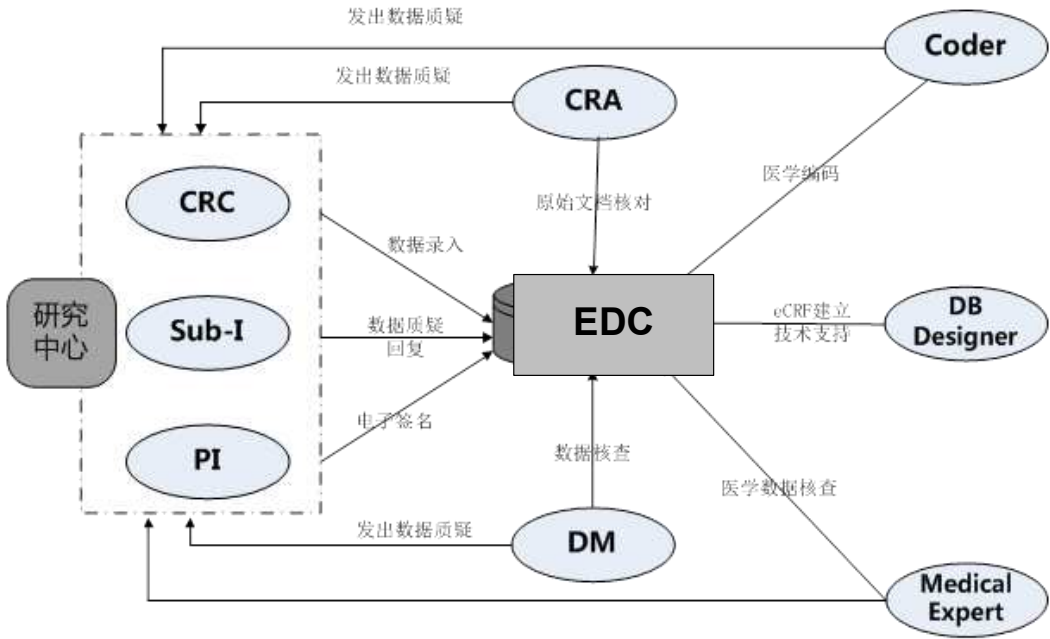 发出数据质疑
Coder
发出数据质疑
CRA
医学编码
CRC
原始文档核对
数据录入
研究
中心
Sub-I
数据质疑
回复
EDC
eCRF建立
技术支持
DB
Designer
PI
电子签名
数据核查
医学数据核查
发出数据质疑
DM
Medical
Expert